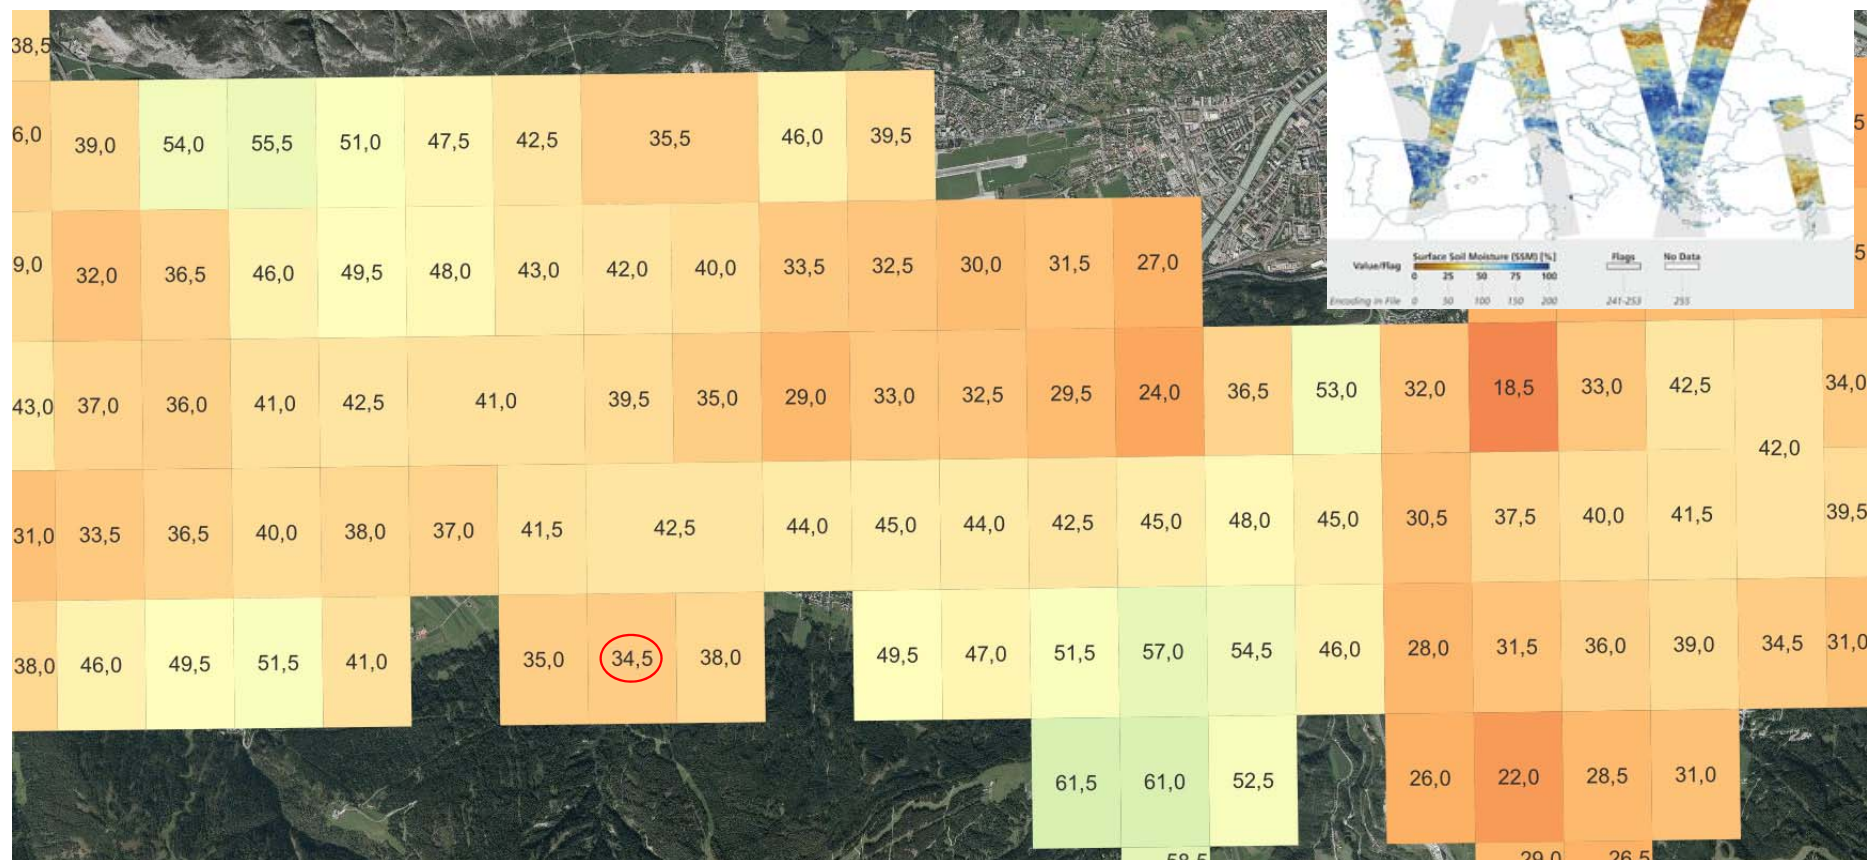 38,5
6,0 39,0 54,0 55,5 51,0 47,5 42,5 35,5 46,0 39,5 5
9,0 32,0 36,5 46,0 49,5 48,0 43,0 42,0 40,0 33,5 32,5 30,0 31,5 27,0 5
Value/Flag Surface Soil Moisture (SSM) [%] Flags No Data
0 25 50 75 100
Encoding in File 0 50 100 150 200 241-253 255
43,0 37,0 36,0 41,0 42,5 41,0 39,5 35,0 29,0 33,0 32,5 29,5 24,0 36,5 53,0 32,0 18,5 33,0 42,5 34,0
42,0
31,0 33,5 36,5 40,0 38,0 37,0 41,5 42,5 44,0 45,0 44,0 42,5 45,0 48,0 45,0 30,5 37,5 40,0 41,5 39,5
38,0 46,0 49,5 51,5 41,0 35,0 34,5 38,0 49,5 47,0 51,5 57,0 54,5 46,0 28,0 31,5 36,0 39,0 34,5 31,0
61,5 61,0 52,5 26,0 22,0 28,5 31,0
58,5 29,0 26,5